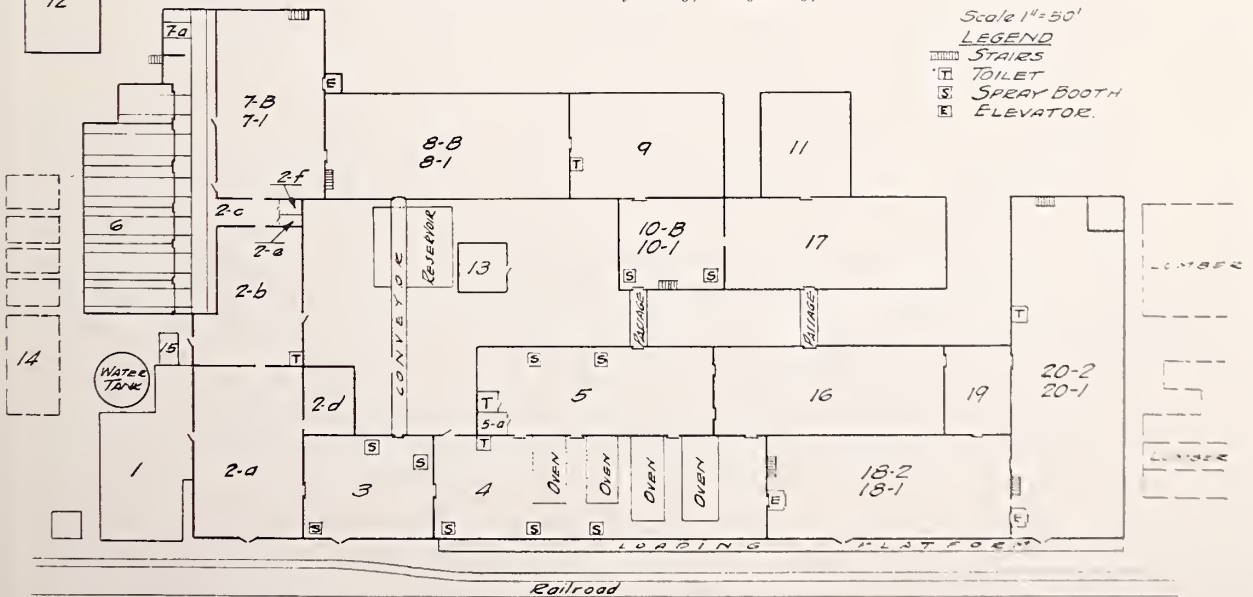 12
Scale 1"=50'
LEGEND
STAIRS
T TOILET
S SPRAY BOOTH
E ELEVATOR.
7a
E
7-B
7-1
8-B
8-1
T
9
11
2-f
2-c
2-e
6
RESERVOIR
CONVEYOR
13
10-B
10-1
S
S
17
LUMBER
2-b
PASSAGE
PASSAGE
T
14
15
WATER
TANK
T
S
S
5
16
19
20-2
20-1
2-d
T
5-a
T
1
2-a
S
S
3
4
OVEN
OVEN
OVEN
OVEN
18-2
18-1
LUMBER
E
E
S
S
S
S
LOADING PLATFORM
Railroad